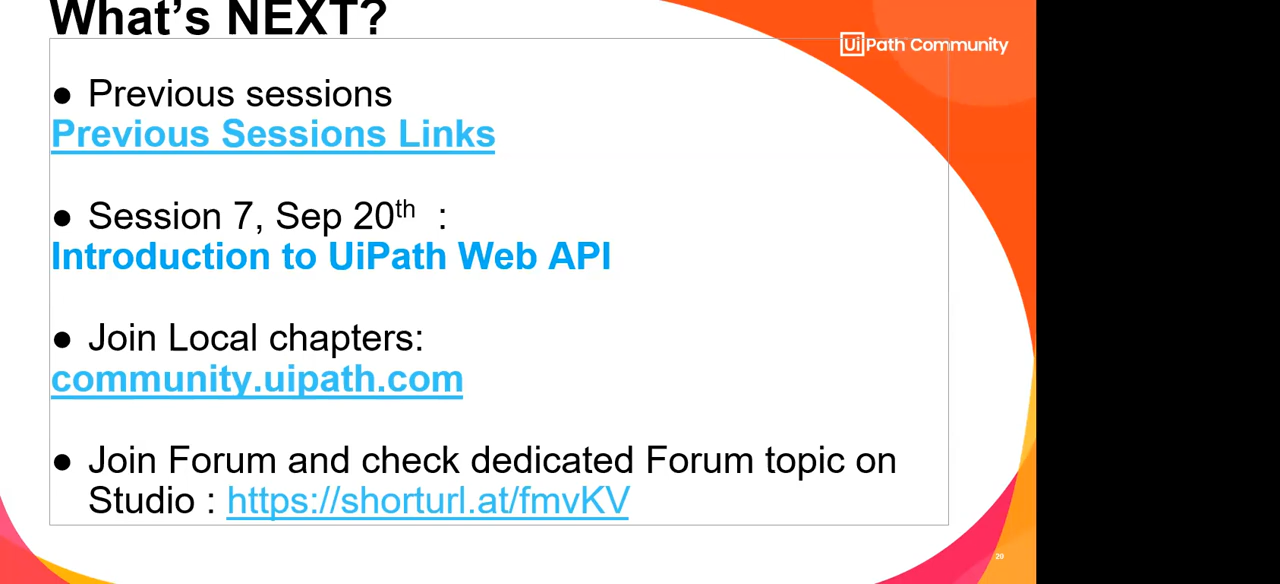 What's NEXT?
UiPath Community
● Previous sessions
Previous Sessions Links
● Session 7, Sep 20th :
Introduction to UiPath Web API
● Join Local chapters:
community.uipath.com
● Join Forum and check dedicated Forum topic on
Studio : https://shorturl.at/fmvKV
20